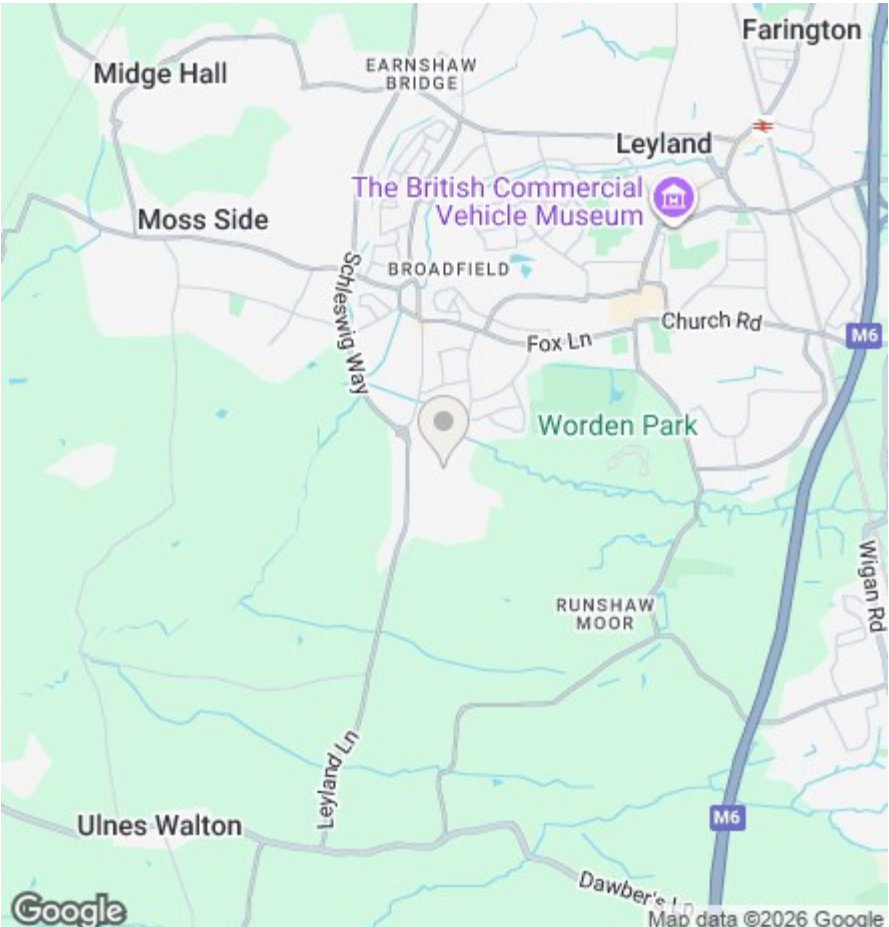 Farington
Midge Hall
EARNSHAW
BRIDGE
Leyland
The British Commercial
Vehicle Museum
Moss Side
BROADFIELD
Schleswig Way
Church Rd
Fox Ln
M6
Worden Park
Wigan Rd
RUNSHAW
MOOR
Leyland Ln
Ulnes Walton
M6
Dawber's Ln
Google
Map data ©2026 Google